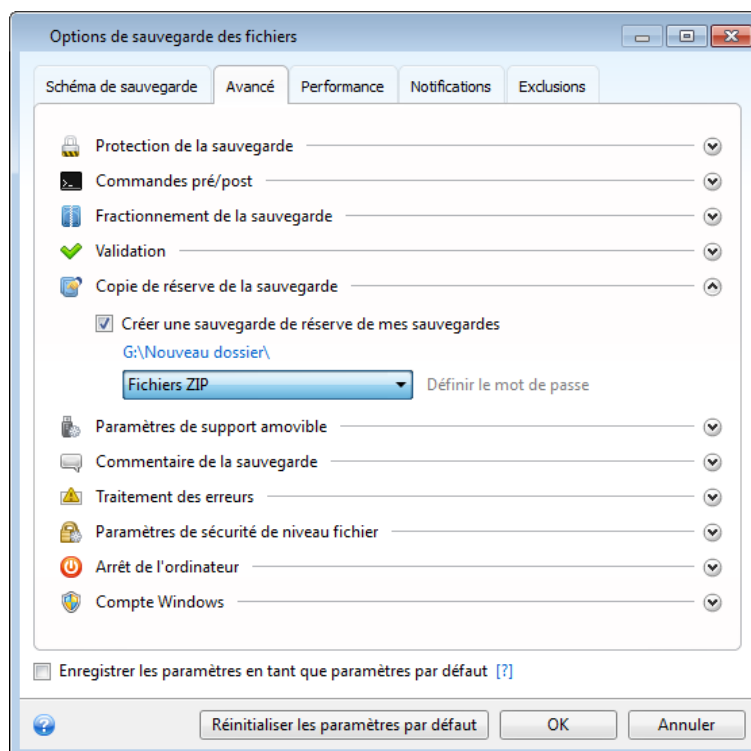 Options de sauvegarde des fichiers
Schéma de sauvegarde
Avancé
Performance
Notifications
Exclusions
Protection de la sauvegarde
Commandes pré/post
Fractionnement de la sauvegarde
Validation
Copie de réserve de la sauvegarde
Créer une sauvegarde de réserve de mes sauvegardes
G:\Nouveau dossier\
Fichiers ZIP
Définir le mot de passe
Paramètres de support amovible
Commentaire de la sauvegarde
Traitement des erreurs
Paramètres de sécurité de niveau fichier
Arrêt de l'ordinateur
Compte Windows
Enregistrer les paramètres en tant que paramètres par défaut [?]
Réinitialiser les paramètres par défaut
OK
Annuler